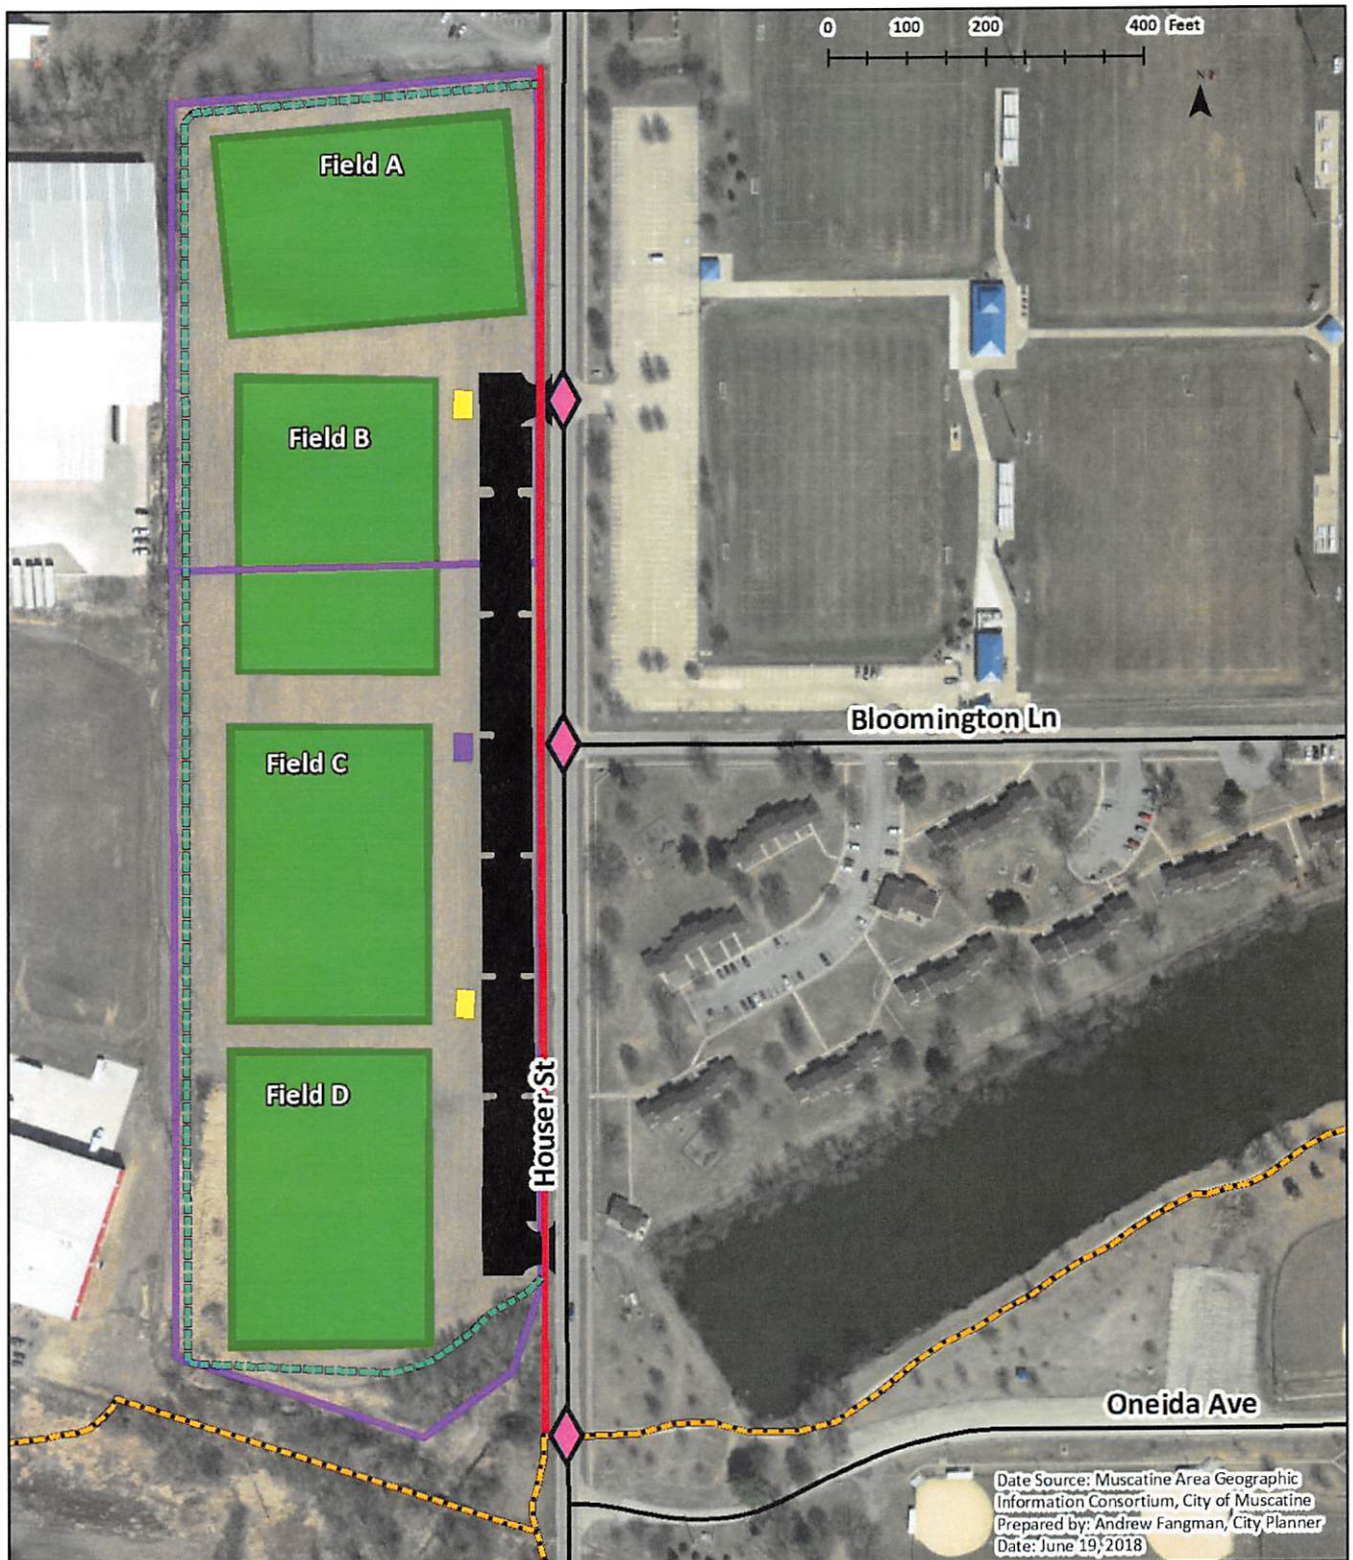 0 100 200 400 Feet
N
Field A
Field B
Bloomington Ln
Field C
Houser St
Field D
Oneida Ave
Date Source: Muscatine Area Geographic
Information Consortium, City of Muscatine
Prepared by: Andrew Fangman, City Planner
Date: June 19, 2018